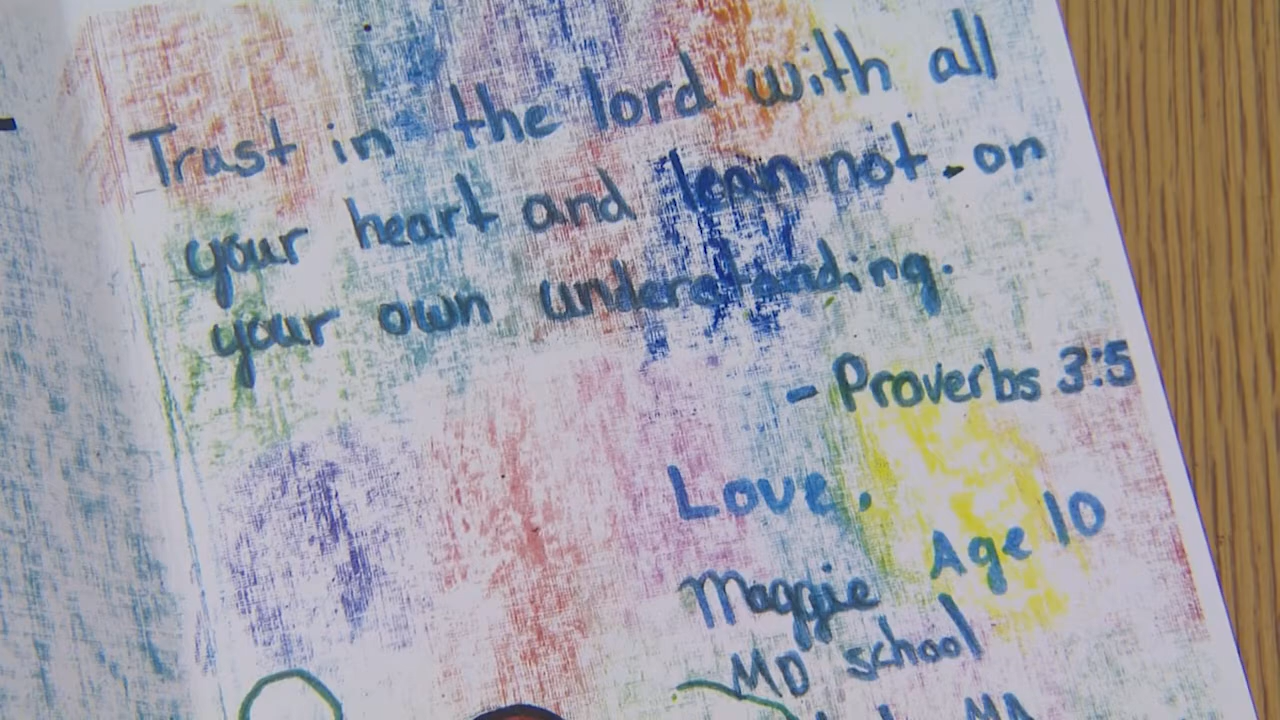 Trust in the lord with all
your heart and lean not on
your own understanding.
- Proverbs 3:5
Love,
Age 10
Maggie
MD school
MA